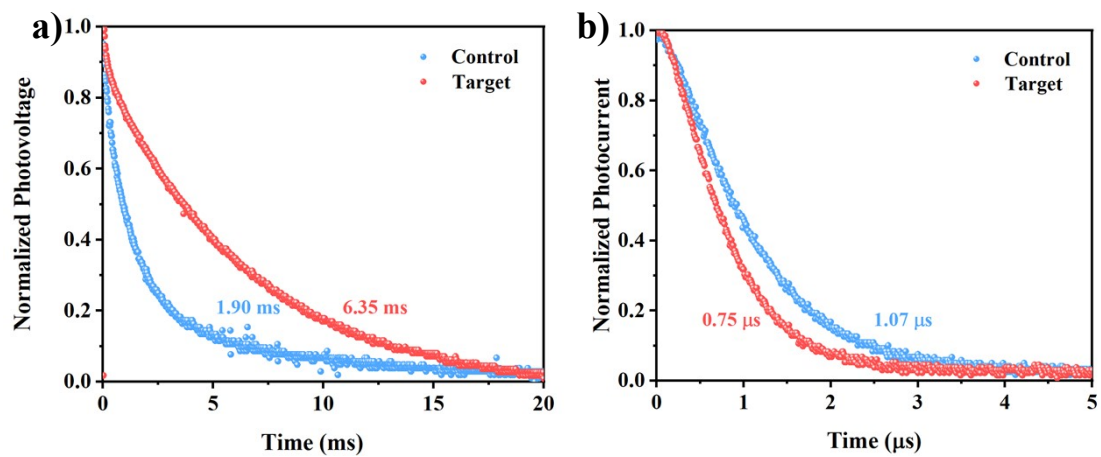 a)
Normalized Photovoltage
1.0
0.8
0.6
0.4
0.2
0.0
Control
Target
1.90 ms
6.35 ms
0
5
10
15
20
Time (ms)
b)
Normalized Photocurrent
1.0
0.8
0.6
0.4
0.2
0.0
Control
Target
0.75 μs
1.07 μs
0
1
2
3
4
5
Time (μs)